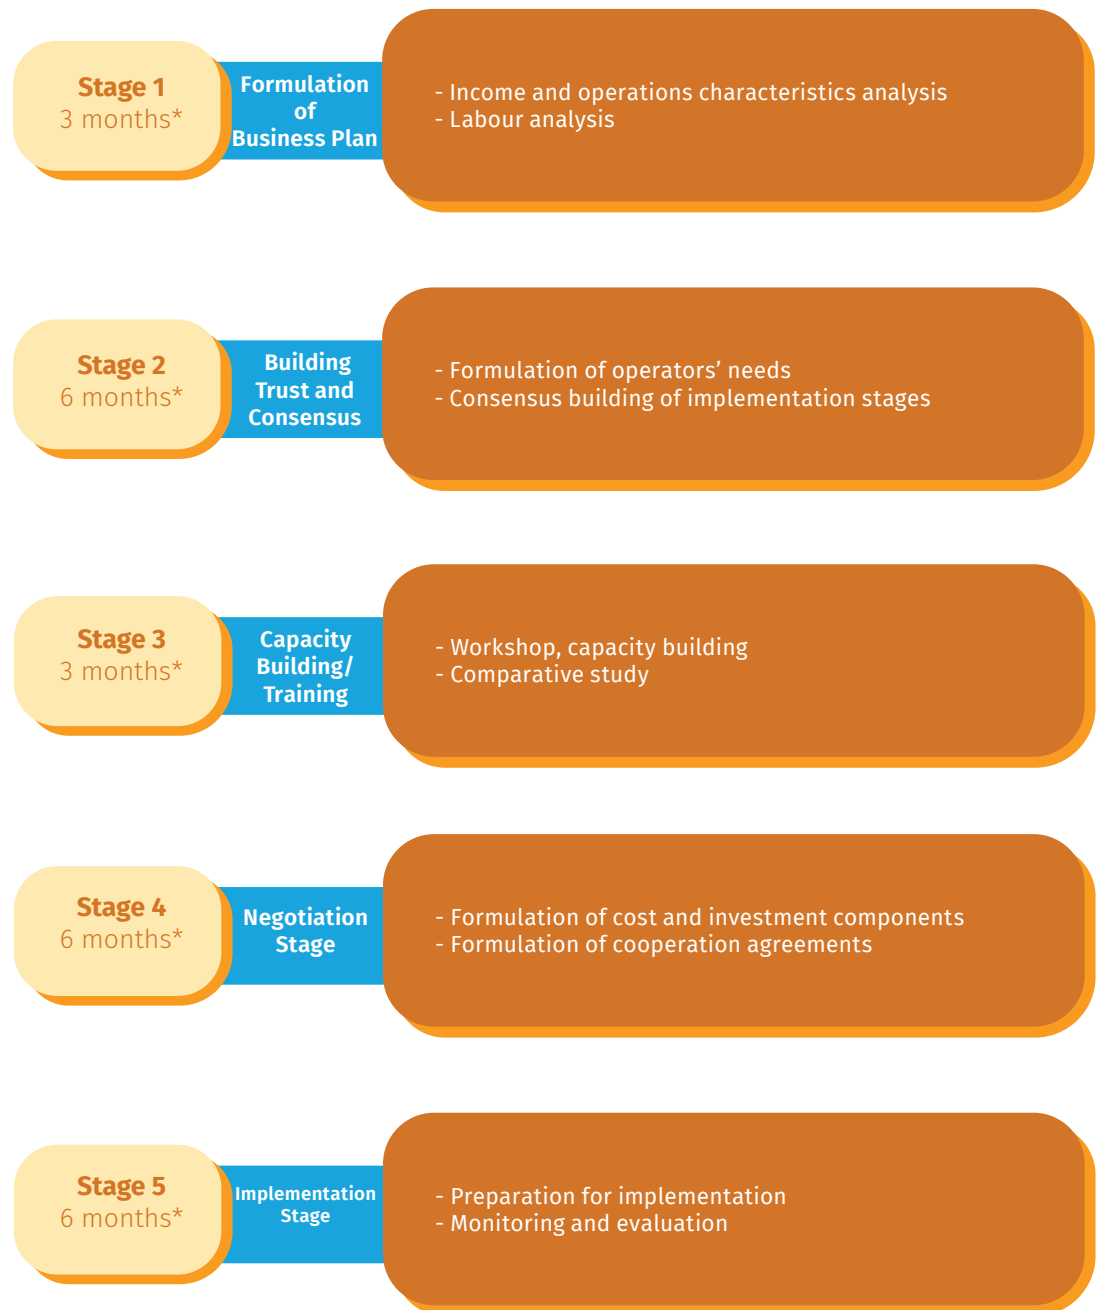 Stage 1
3 months*
Formulation
of
Business Plan
- Income and operations characteristics analysis
- Labour analysis
Stage 2
6 months*
Building
Trust and
Consensus
- Formulation of operators’ needs
- Consensus building of implementation stages
Stage 3
3 months*
Capacity
Building/
Training
- Workshop, capacity building
- Comparative study
Stage 4
6 months*
Negotiation
Stage
- Formulation of cost and investment components
- Formulation of cooperation agreements
Stage 5
6 months*
Implementation
Stage
- Preparation for implementation
- Monitoring and evaluation